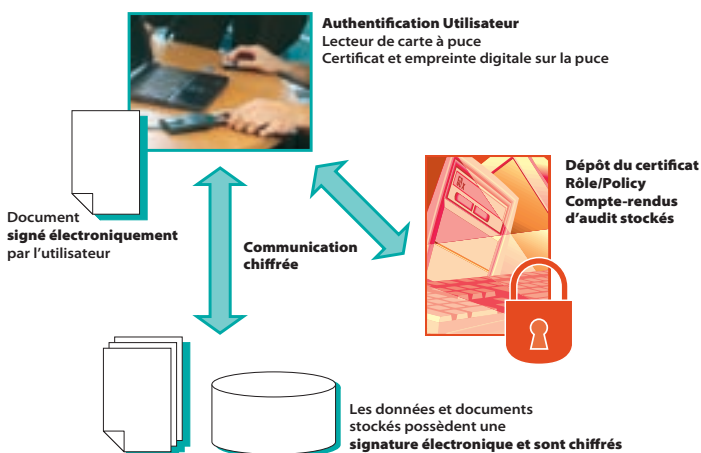 Authentification Utilisateur
Lecteur de carte à puce
Certificat et empreinte digitale sur la puce
Dépôt du certificat
Rôle/Policy
Compte-rendus
d'audit stockés
Document
signé électroniquement
par l'utilisateur
Communication
chiffrée
Les données et documents
stockés possèdent une
signature électronique et sont chiffrés